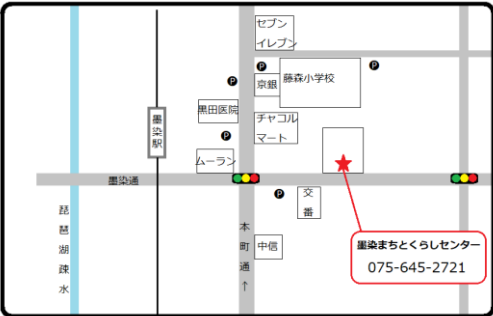 セブン
イレブン
Ⓟ
Ⓟ
Ⓟ
京銀
藤森小学校
黒田医院
チャコル
マート
墨染駅
Ⓟ
ムーラン
墨染通
Ⓟ
交番
琵琶湖疎水
本町通↑
中信
墨染まちとくらしセンター
075-645-2721